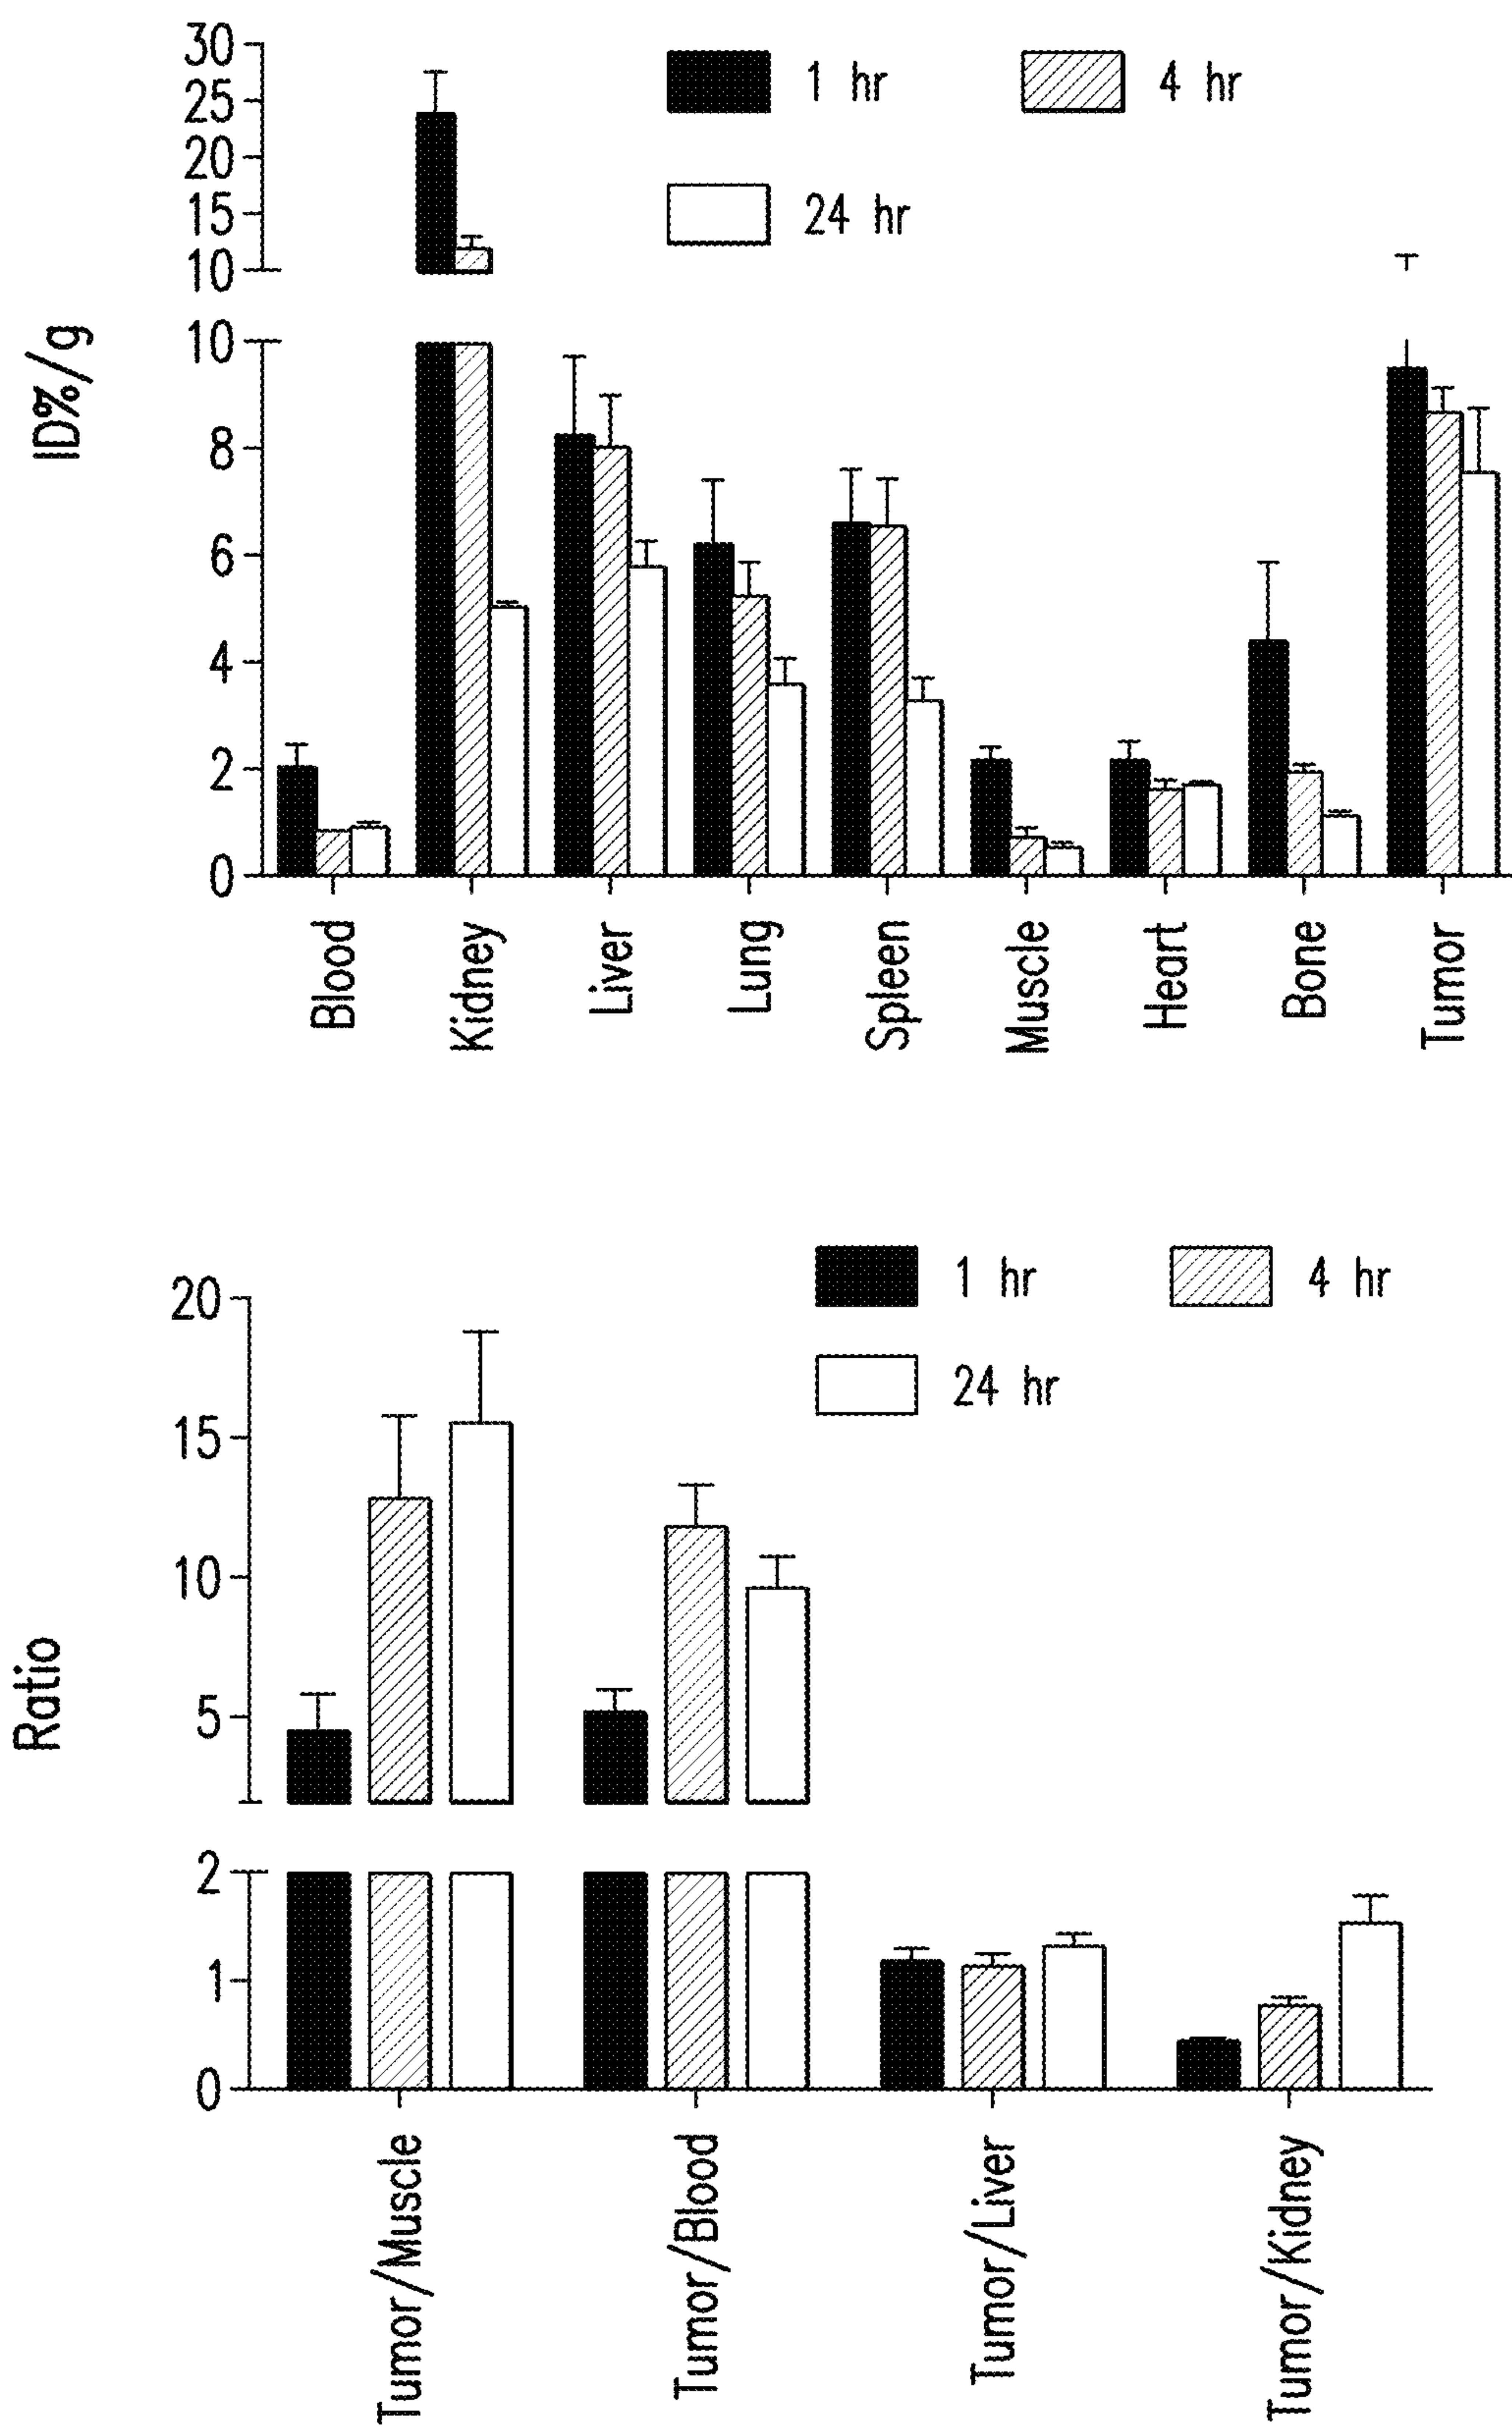 ID%/g
30
25
20
15
10
10
8
6
4
2
0
1 hr
4 hr
24 hr
Blood
Kidney
Liver
Lung
Spleen
Muscle
Heart
Bone
Tumor
Ratio
20
15
10
5
2
1
0
1 hr
4 hr
24 hr
Tumor/Muscle
Tumor/Blood
Tumor/Liver
Tumor/Kidney